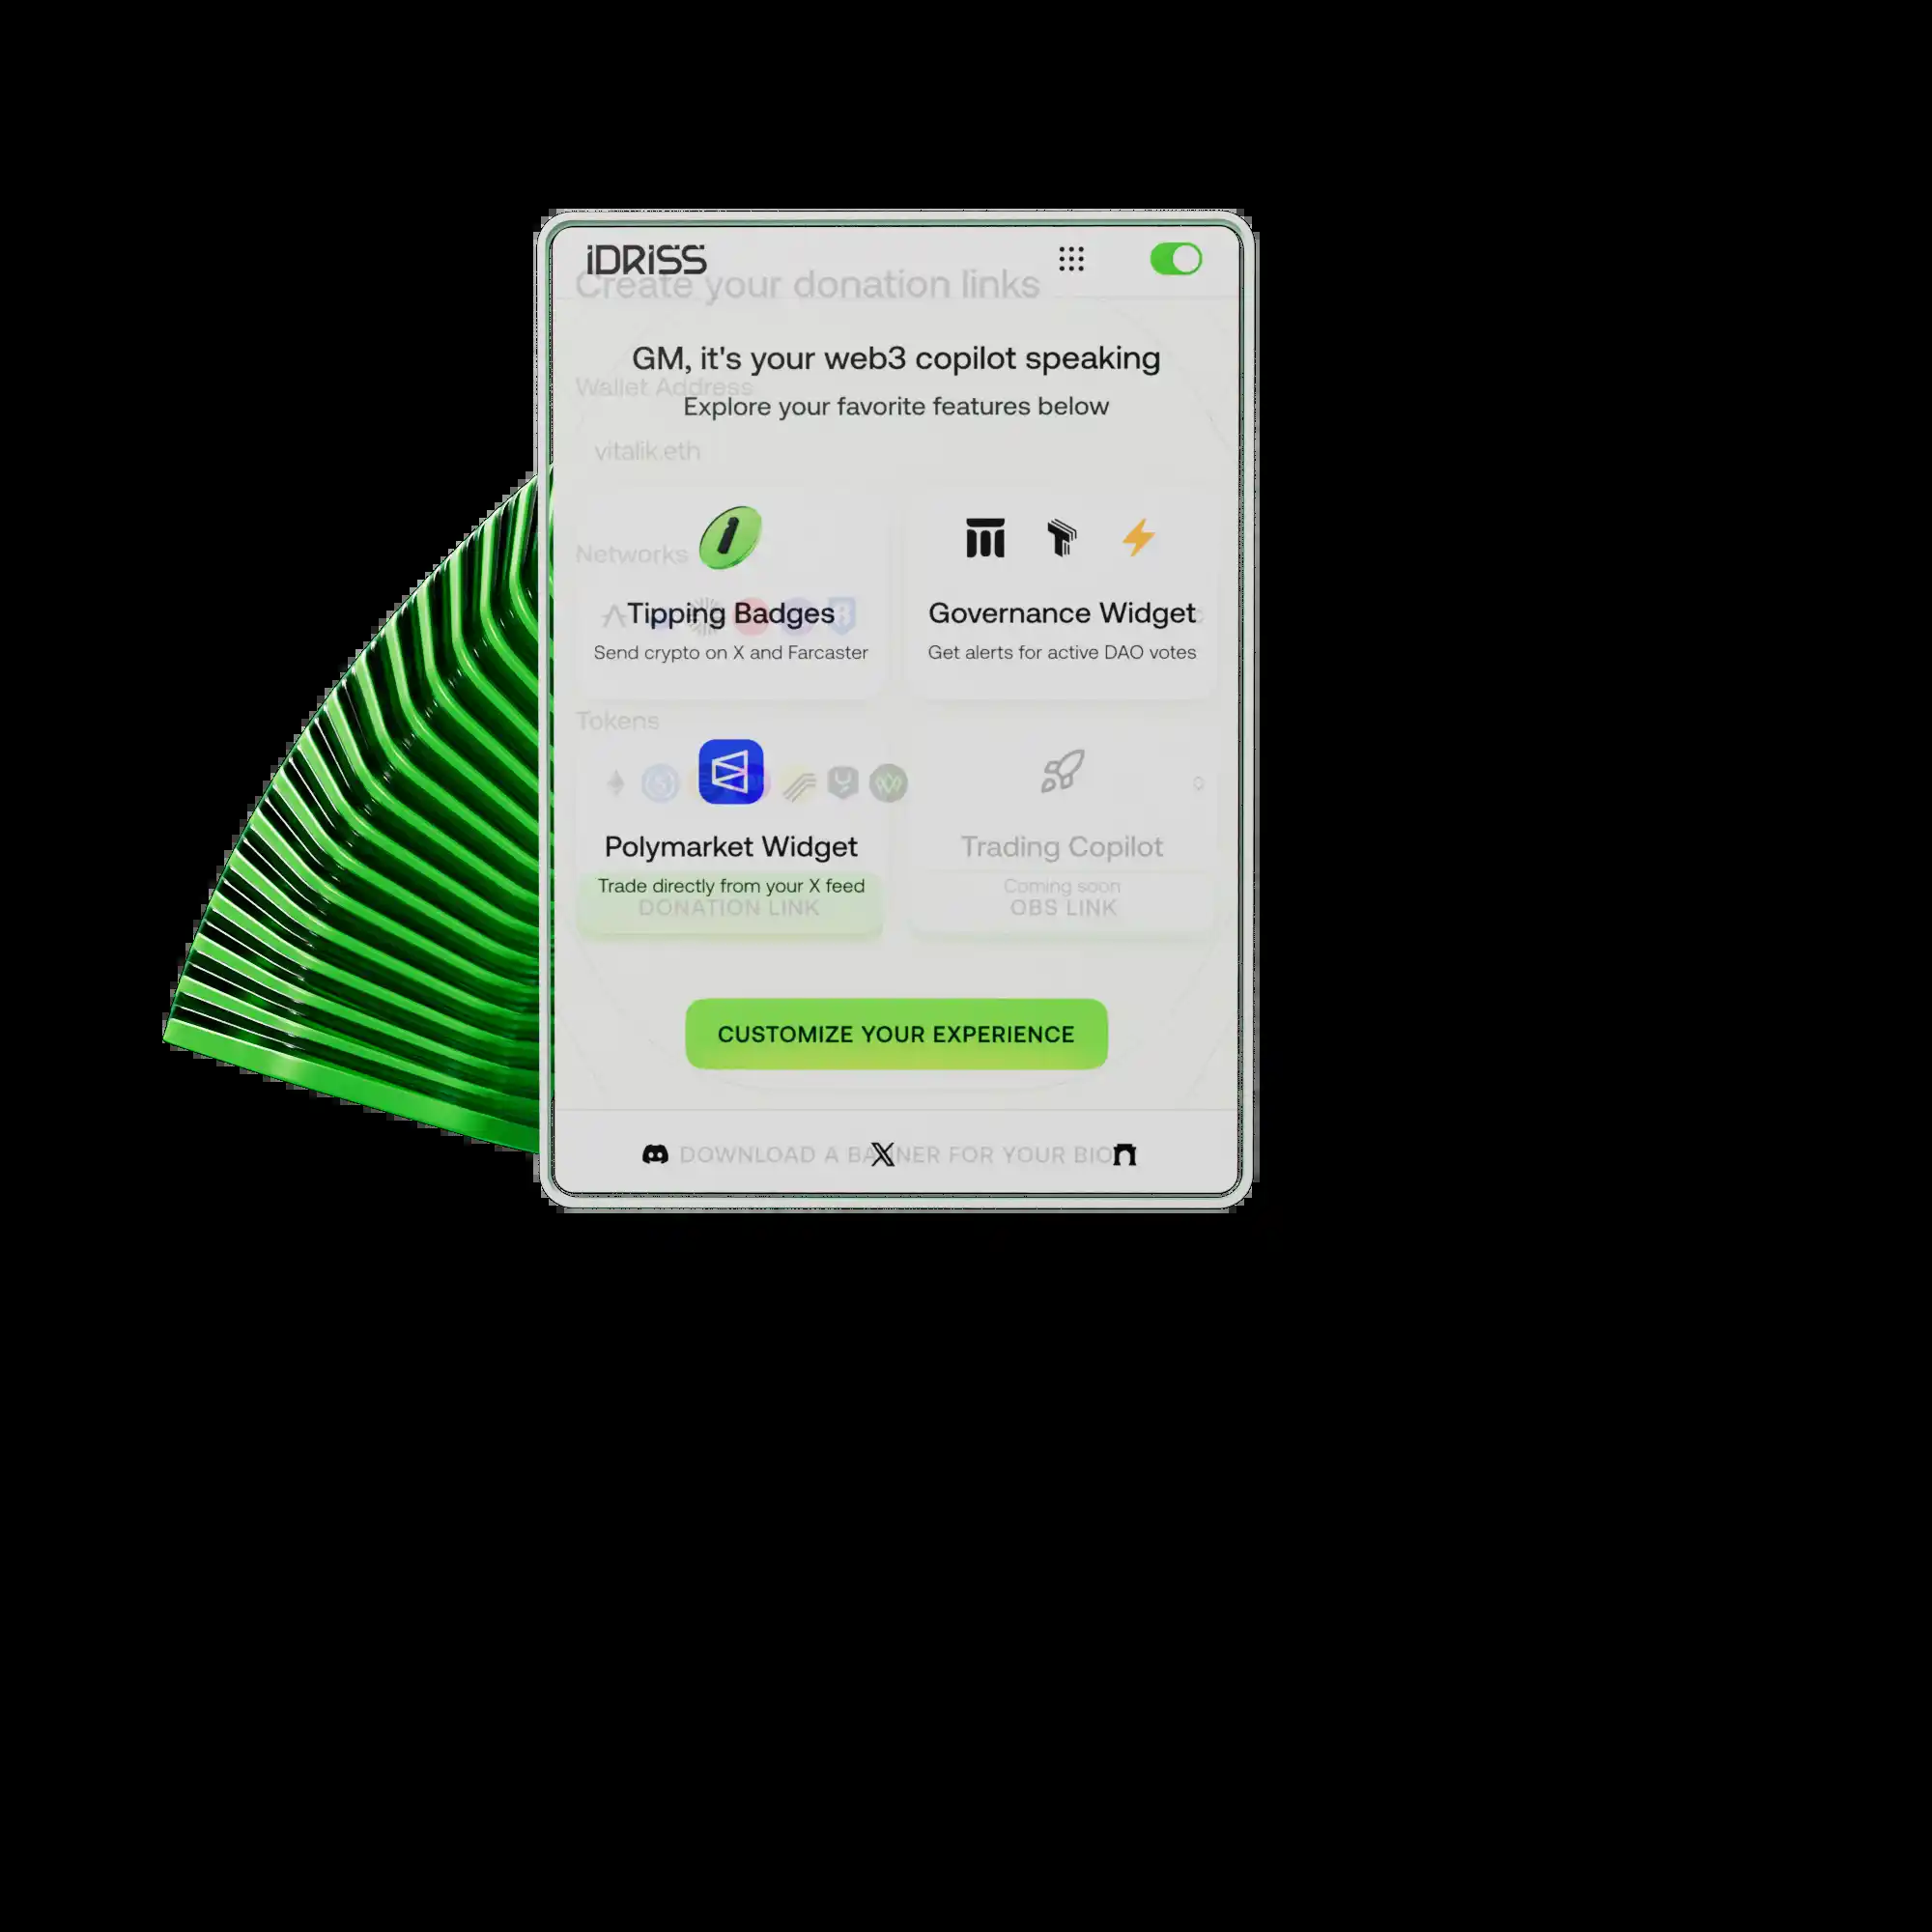 iDRiSS
Create your donation links
GM, it's your web3 copilot speaking
Wallet Address
Explore your favorite features below
vitalik.eth
Networks
Tipping Badges
Governance Widget
Send crypto on X and Farcaster
Get alerts for active DAO votes
Tokens
Polymarket Widget
Trading Copilot
Trade directly from your X feed
Coming soon
DONATION LINK
OBS LINK
CUSTOMIZE YOUR EXPERIENCE
DOWNLOAD A BANNER FOR YOUR BIO